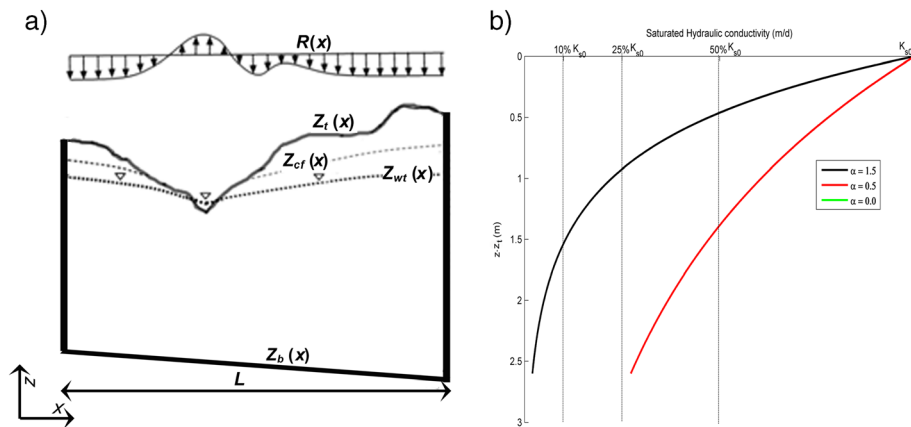 a)
R(x)
Zt (x)
Zcf (x)
Zwt (x)
Zb (x)
L
z
x
b)
Saturated Hydraulic conductivity (m/d)
10% Ks0
25%Ks0
50%Ks0
Ks0
0
0.5
1
1.5
2
2.5
3
z-zt (m)
α = 1.5
α = 0.5
α = 0.0